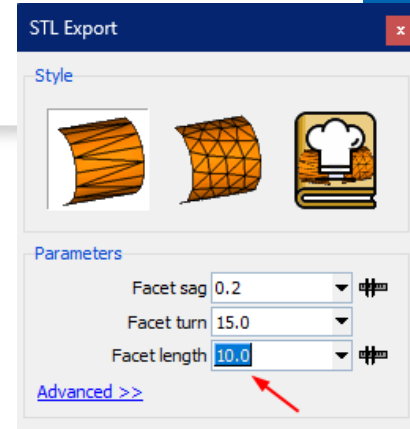 STL Export
x
Style
Parameters
Facet sag 0.2
Facet turn 15.0
Facet length 10.0
Advanced >>